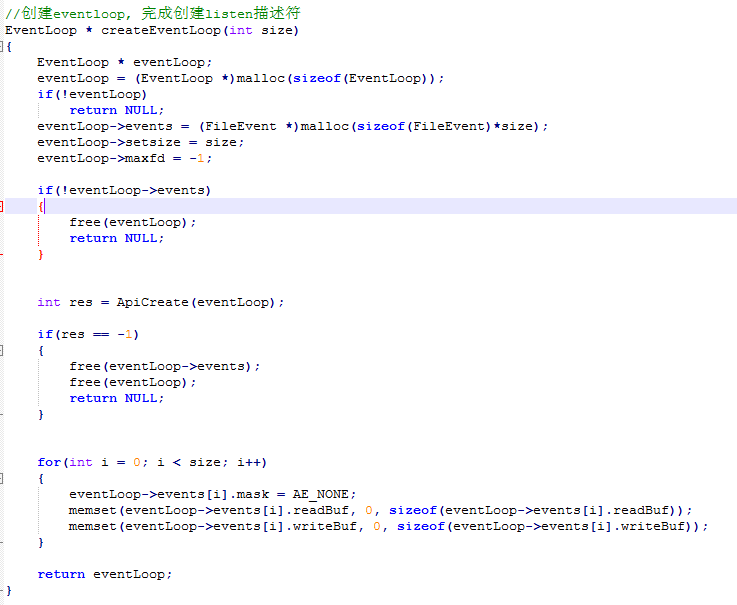 //创建eventloop, 完成创建listen描述符
EventLoop * createEventLoop(int size)
{
    EventLoop * eventLoop;
    eventLoop = (EventLoop *)malloc(sizeof(EventLoop));
    if(!eventLoop)
        return NULL;
    eventLoop->events = (FileEvent *)malloc(sizeof(FileEvent)*size);
    eventLoop->setsize = size;
    eventLoop->maxfd = -1;
    if(!eventLoop->events)
    {
        free(eventLoop);
        return NULL;
    }
    int res = ApiCreate(eventLoop);
    if(res == -1)
    {
        free(eventLoop->events);
        free(eventLoop);
        return NULL;
    }
    for(int i = 0; i < size; i++)
    {
        eventLoop->events[i].mask = AE_NONE;
        memset(eventLoop->events[i].readBuf, 0, sizeof(eventLoop->events[i].readBuf));
        memset(eventLoop->events[i].writeBuf, 0, sizeof(eventLoop->events[i].writeBuf));
    }
    return eventLoop;
}